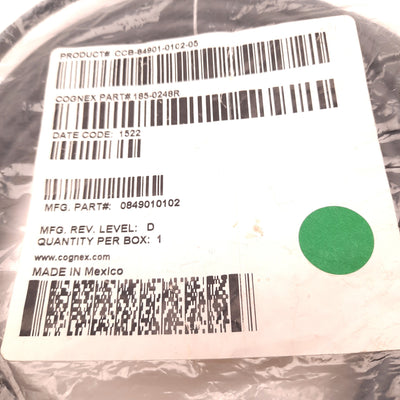 PRODUCT# CCB-84901-0102-05
COGNEX PART# 185-0248R
DATE CODE: 1522
MFG. PART#: 0849010102
MFG. REV. LEVEL: D
QUANTITY PER BOX: 1
www.cognex.com
MADE IN Mexico